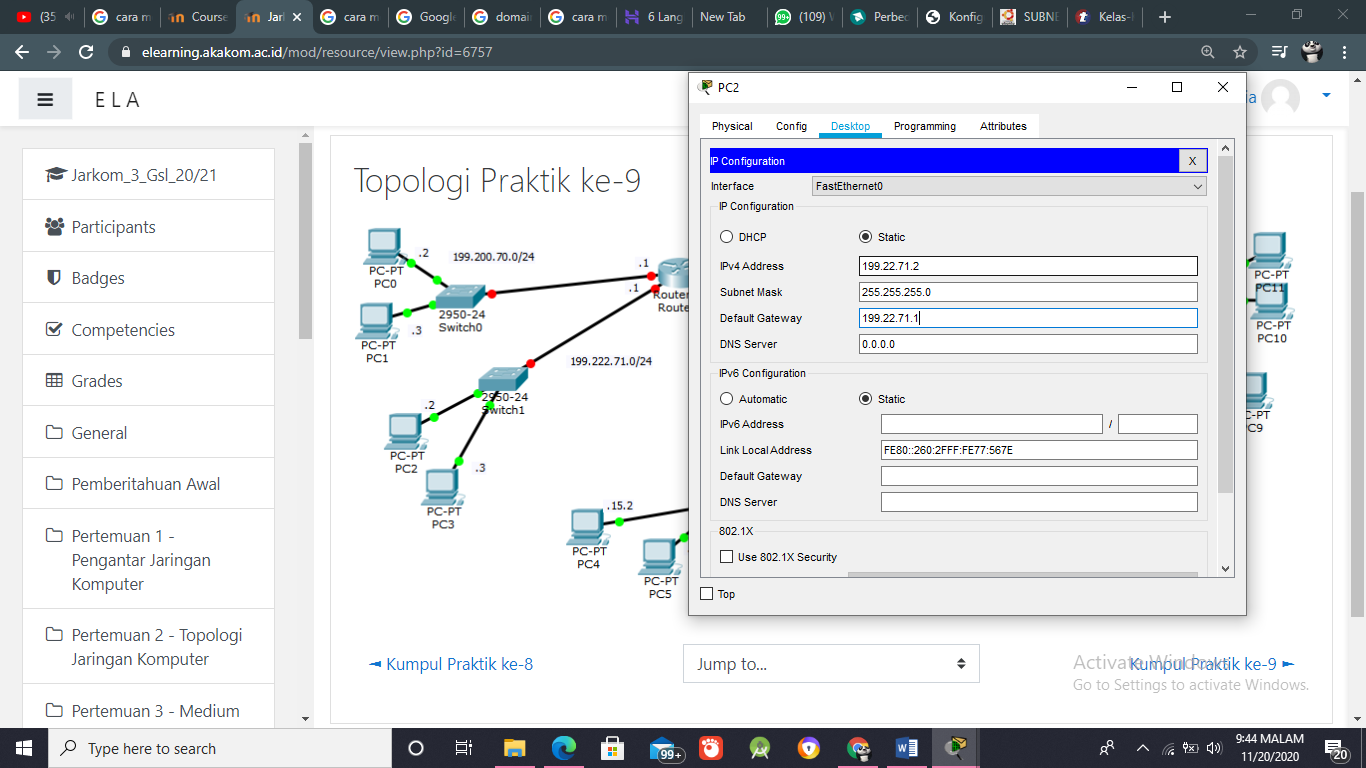 (35
cara m
Course
Jarl
cara m
Google
domai
cara m
6 Lang
New Tab
(109) V
Perbec
Konfig
SUBNE
Kelas-I
elearning.akakom.ac.id/mod/resource/view.php?id=6757
E L A
ia
Jarkom_3_Gsl_20/21
Participants
Badges
Competencies
Grades
General
Pemberitahuan Awal
Pertemuan 1 -
Pengantar Jaringan
Komputer
Pertemuan 2 - Topologi
Jaringan Komputer
Pertemuan 3 - Medium
Topologi Praktik ke-9
.2
199.200.70.0/24
PC-PT
PC0
.1
.1
Router
Route
2950-24
Switch0
.3
PC-PT
PC1
199.222.71.0/24
2950-24
Switch1
.2
PC-PT
PC2
.3
PC-PT
PC3
.15.2
PC-PT
PC4
PC-PT
PC5
PC-PT
PC11
PC-PT
PC10
C-PT
PC9
PC2
Physical
Config
Desktop
Programming
Attributes
IP Configuration
X
Interface
FastEthernet0
IP Configuration
DHCP
Static
IPv4 Address
199.22.71.2
Subnet Mask
255.255.255.0
Default Gateway
199.22.71.1
DNS Server
0.0.0.0
IPv6 Configuration
Automatic
Static
IPv6 Address
/
Link Local Address
FE80::260:2FFF:FE77:567E
Default Gateway
DNS Server
802.1X
Use 802.1X Security
Top
◄ Kumpul Praktik ke-8
Jump to...
Kumpul Praktik ke-9 ►
Activate Windows
Go to Settings to activate Windows.
Type here to search
99+
9:44 MALAM
11/20/2020
20